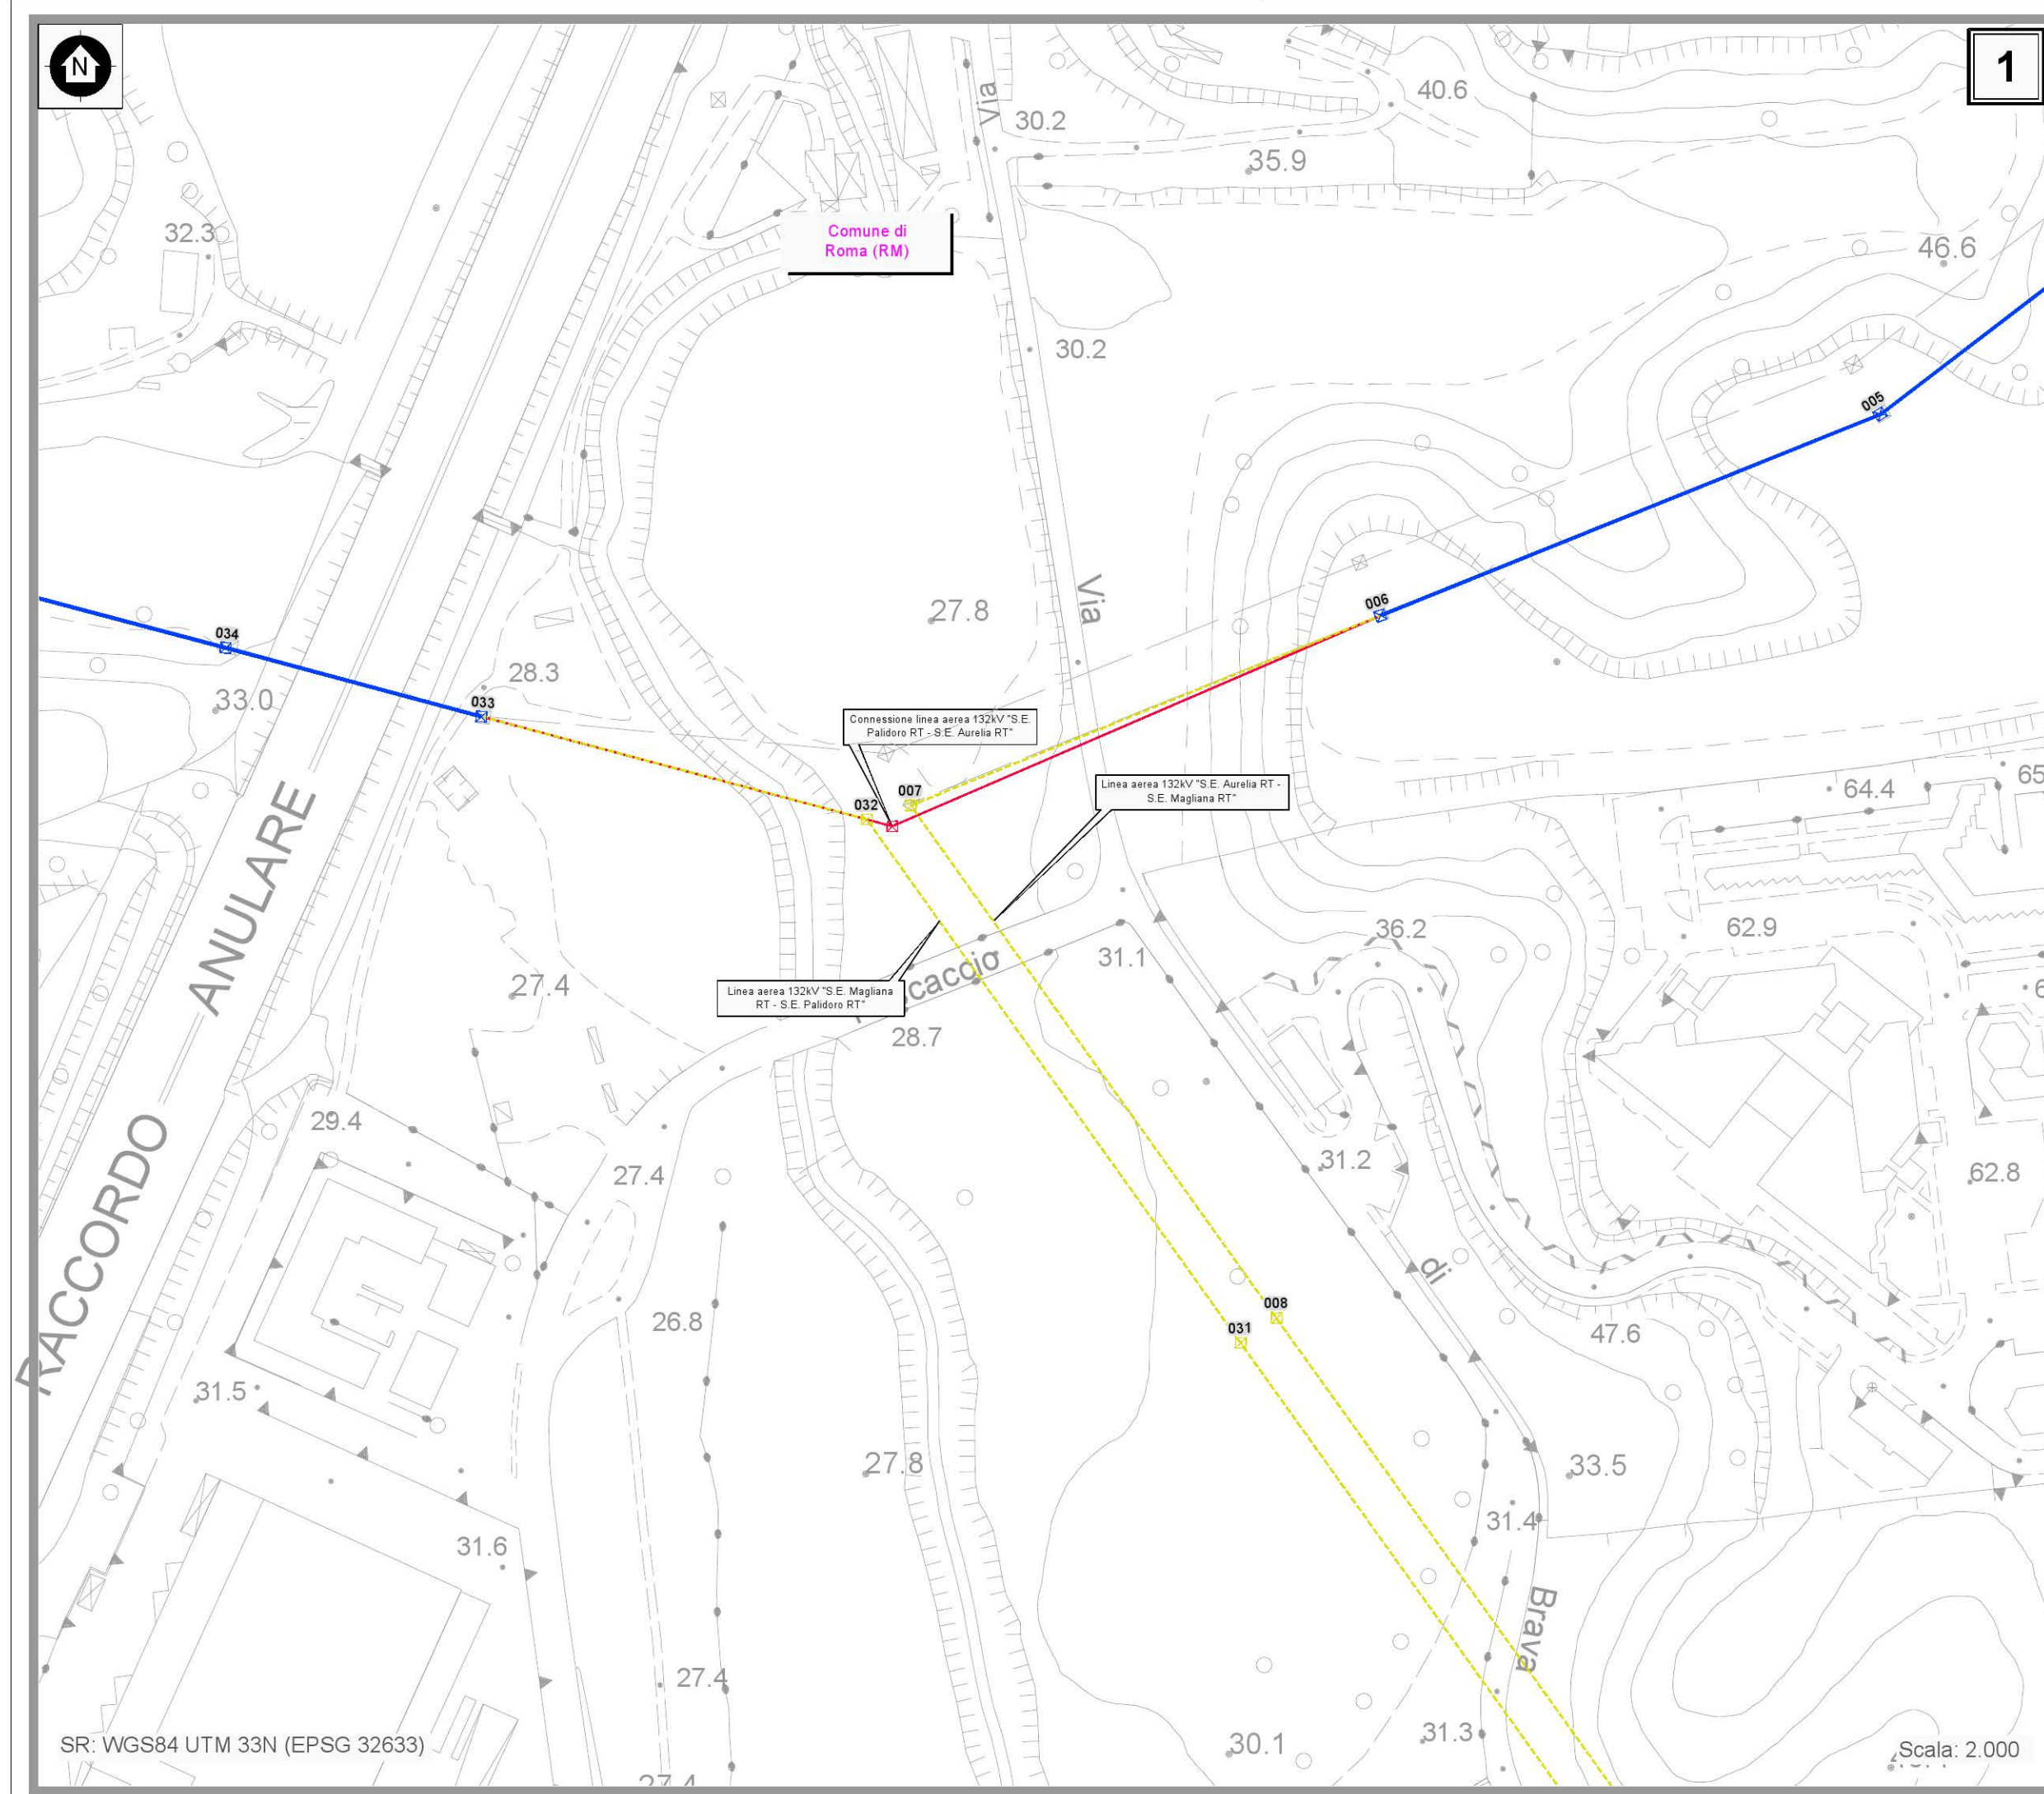 N
1
Via
30.2
40.6
35.9
32.3
Comune di
Roma (RM)
46.6
30.2
005
Via
27.8
006
034
28.3
33.0
033
Connessione linea aerea 132kV "S.E.
Palidoro RT - S.E. Aurelia RT"
Linea aerea 132kV "S.E. Aurelia RT -
S.E. Magliana RT"
032
007
64.4
65
RACCORDO ANULARE
36.2
62.9
31.1
27.4
Linea aerea 132kV "S.E. Magliana
RT - S.E. Palidoro RT"
caccio
28.7
29.4
27.4
31.2
62.8
di
26.8
008
031
47.6
31.5
27.8
33.5
31.4
31.6
Brava
27.4
31.3
30.1
SR: WGS84 UTM 33N (EPSG 32633)
27.4
Scala: 2.000